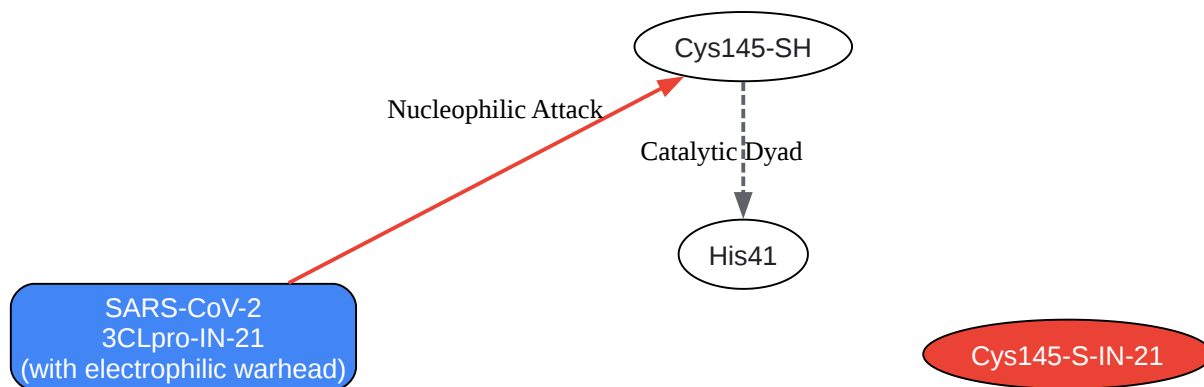 Cys145-SH
Nucleophilic Attack
Catalytic Dyad
His41
SARS-CoV-2
3CLpro-IN-21
(with electrophilic warhead)
Cys145-S-IN-21